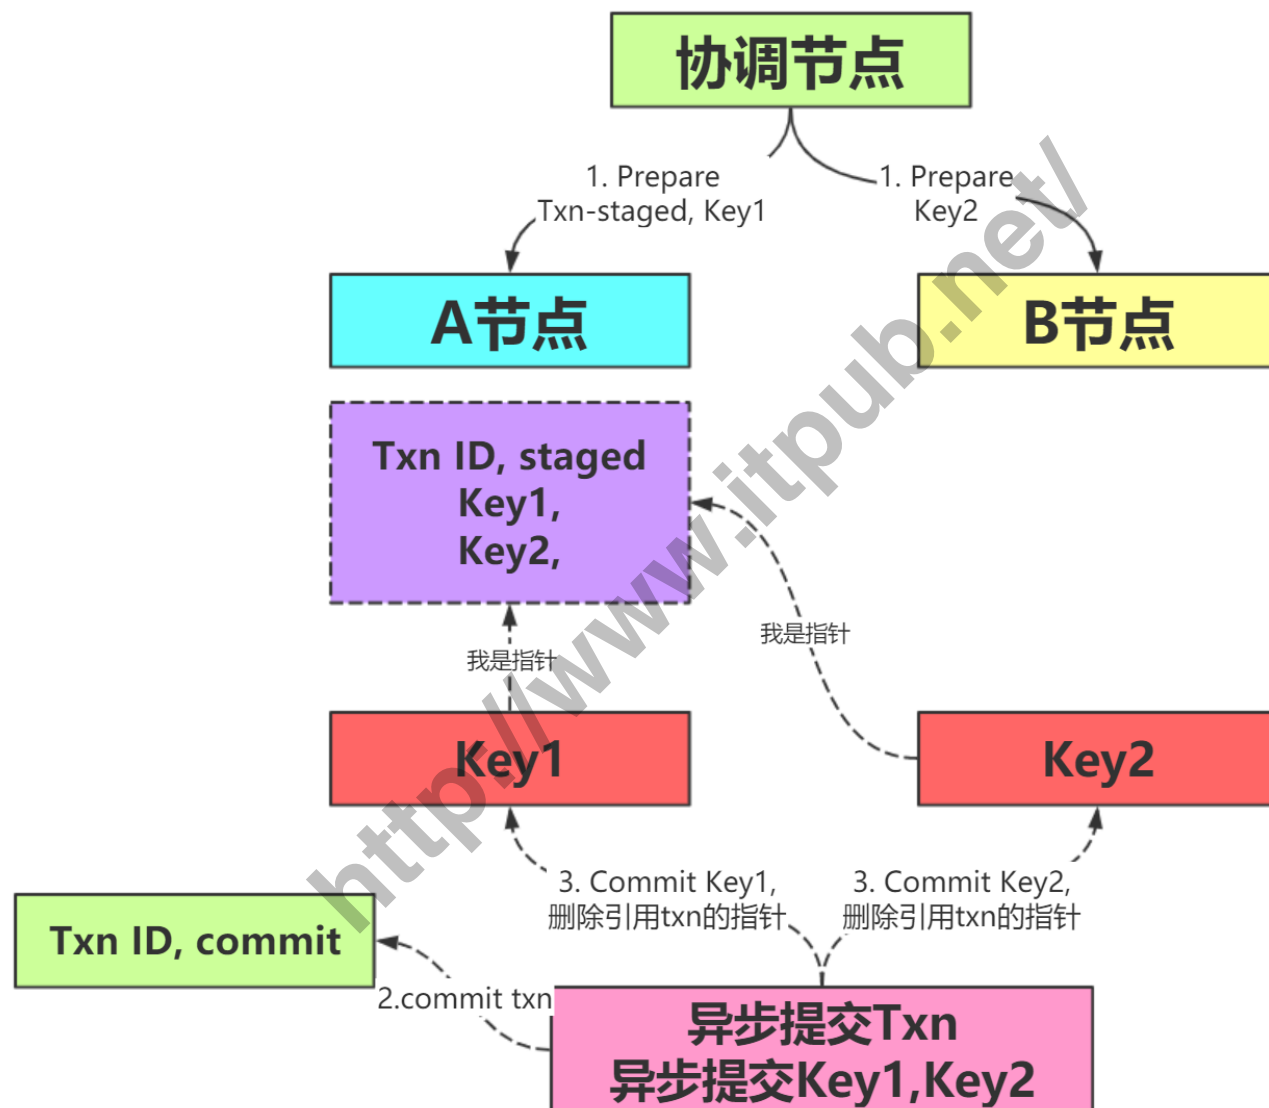 协调节点
1. Prepare
Txn-staged, Key1
1. Prepare
Key2
A节点
B节点
Txn ID, staged
Key1,
Key2,
我是指针
我是指针
Key1
Key2
3. Commit Key1,
删除引用txn的指针
3. Commit Key2,
删除引用txn的指针
Txn ID, commit
2.commit txn
异步提交Txn
异步提交Key1,Key2
http://www.itpub.net/